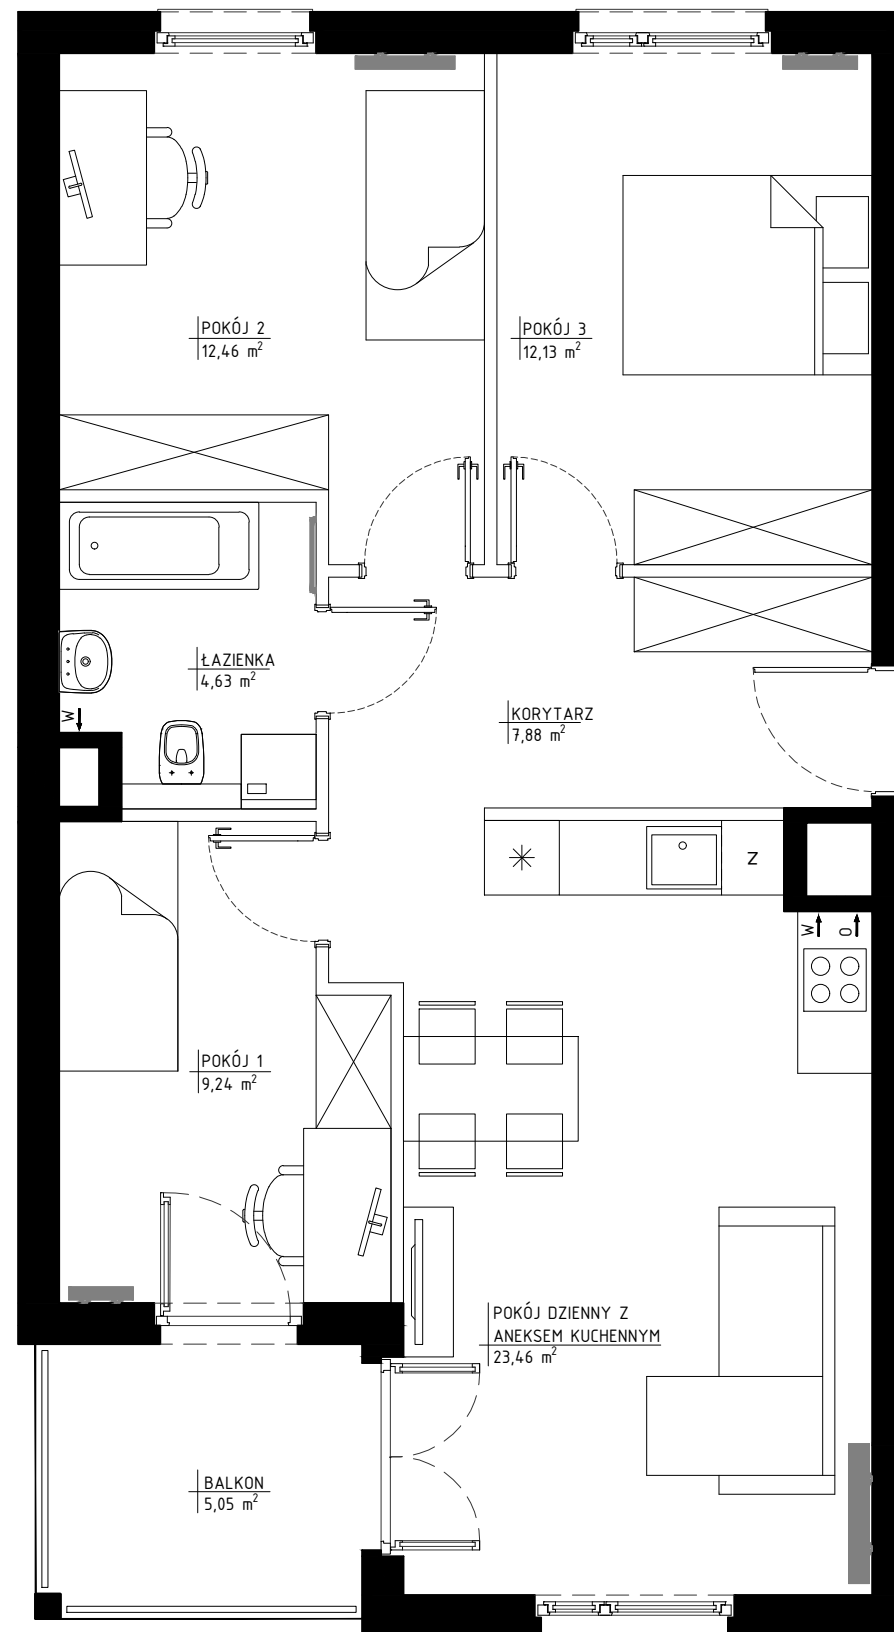 POKÓJ 2
12,46 m²
POKÓJ 3
12,13 m²
ŁAZIENKA
4,63 m²
W
KORYTARZ
7,88 m²
Z
W
O
POKÓJ 1
9,24 m²
POKÓJ DZIENNY Z
ANEKSEM KUCHENNYM
23,46 m²
BALKON
5,05 m²